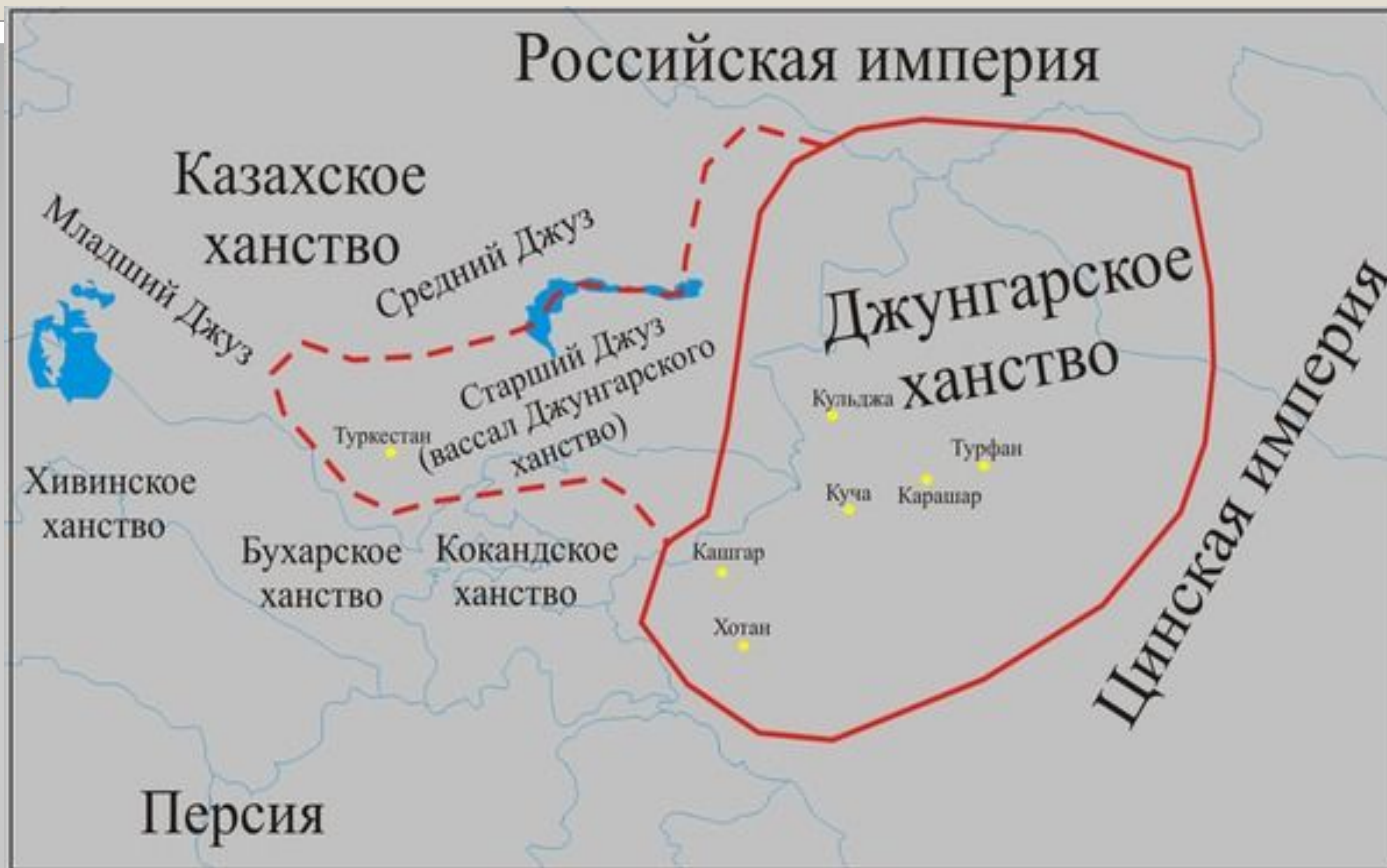 Российская империя
Казахское
ханство
Младший Джуз
Средний Джуз
Старший Джуз
(вассал Джунгарского
ханство)
Джунгарское
ханство
Цинская империя
Туркестан
Кульджа
Турфан
Куча
Карашар
Кашгар
Хотан
Хивинское
ханство
Бухарское
ханство
Кокандское
ханство
Персия